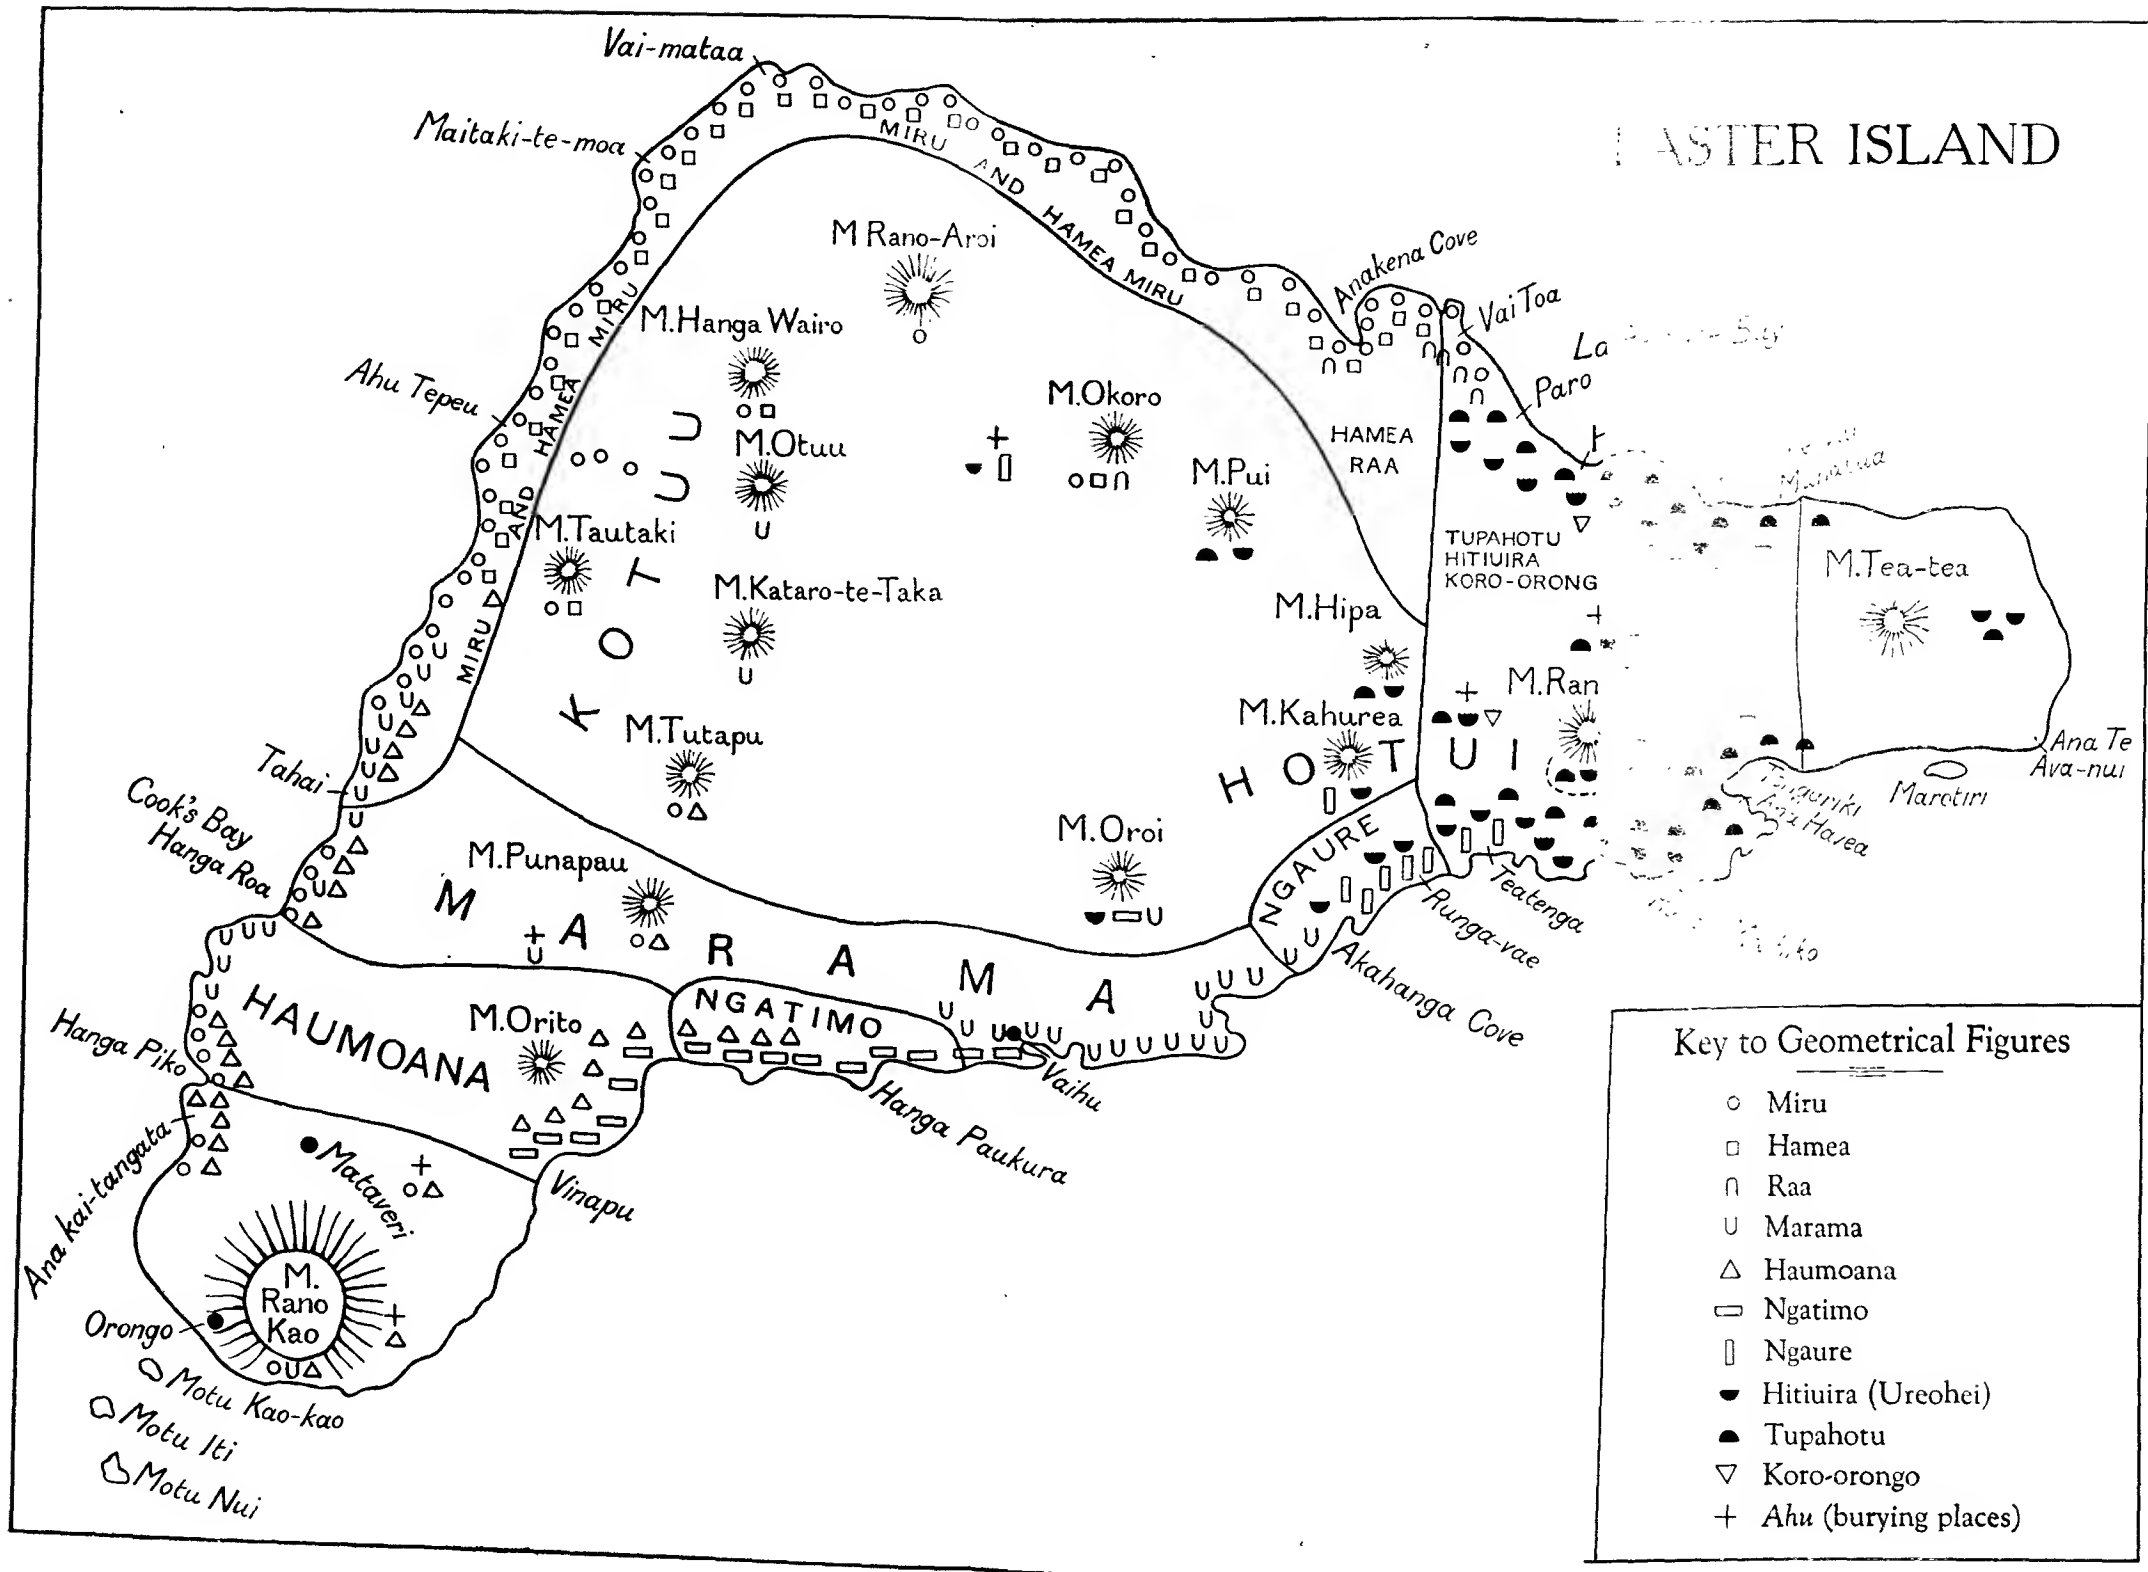 Vai-mataa
Maitaki-te-moa
ASTER ISLAND
MIRU AND HAMEA MIRU
M Rano-Aroi
Anakena Cove
Vai Toa
La
Paro
M.Hanga Wairo
Ahu Tepeu
M.Okoro
M.Otuu
HAMEA
RAA
M.Pui
MIRU AND HAMEA MIRU
M.Tautaki
KOTUU
TUPAHOTU
HITIUIRA
KORO-ORONG
M.Tea-tea
M.Kataro-te-Taka
M.Hipa
M.Ran
M.Kahurea
M.Tutapu
HOTUI
Ana Te
Ava-nui
Marotiri
Tahai
Cook's Bay
Hanga Roa
M.Oroi
M.Punapau
NGAURE
Teatenga
Runga-vae
MARAMA
Akahanga Cove
HAUMOANA
NGATIMO
M.Orito
Hanga Piko
Vaihu
Hanga Paukura
Ana kai-tangata
Mataveri
Vinapu
M.
Rano
Kao
Orongo
Motu Kao-kao
Motu Iti
Motu Nui
Key to Geometrical Figures
Miru
Hamea
Raa
Marama
Haumoana
Ngatimo
Ngaure
Hitiuira (Ureohei)
Tupahotu
Koro-orongo
Ahu (burying places)